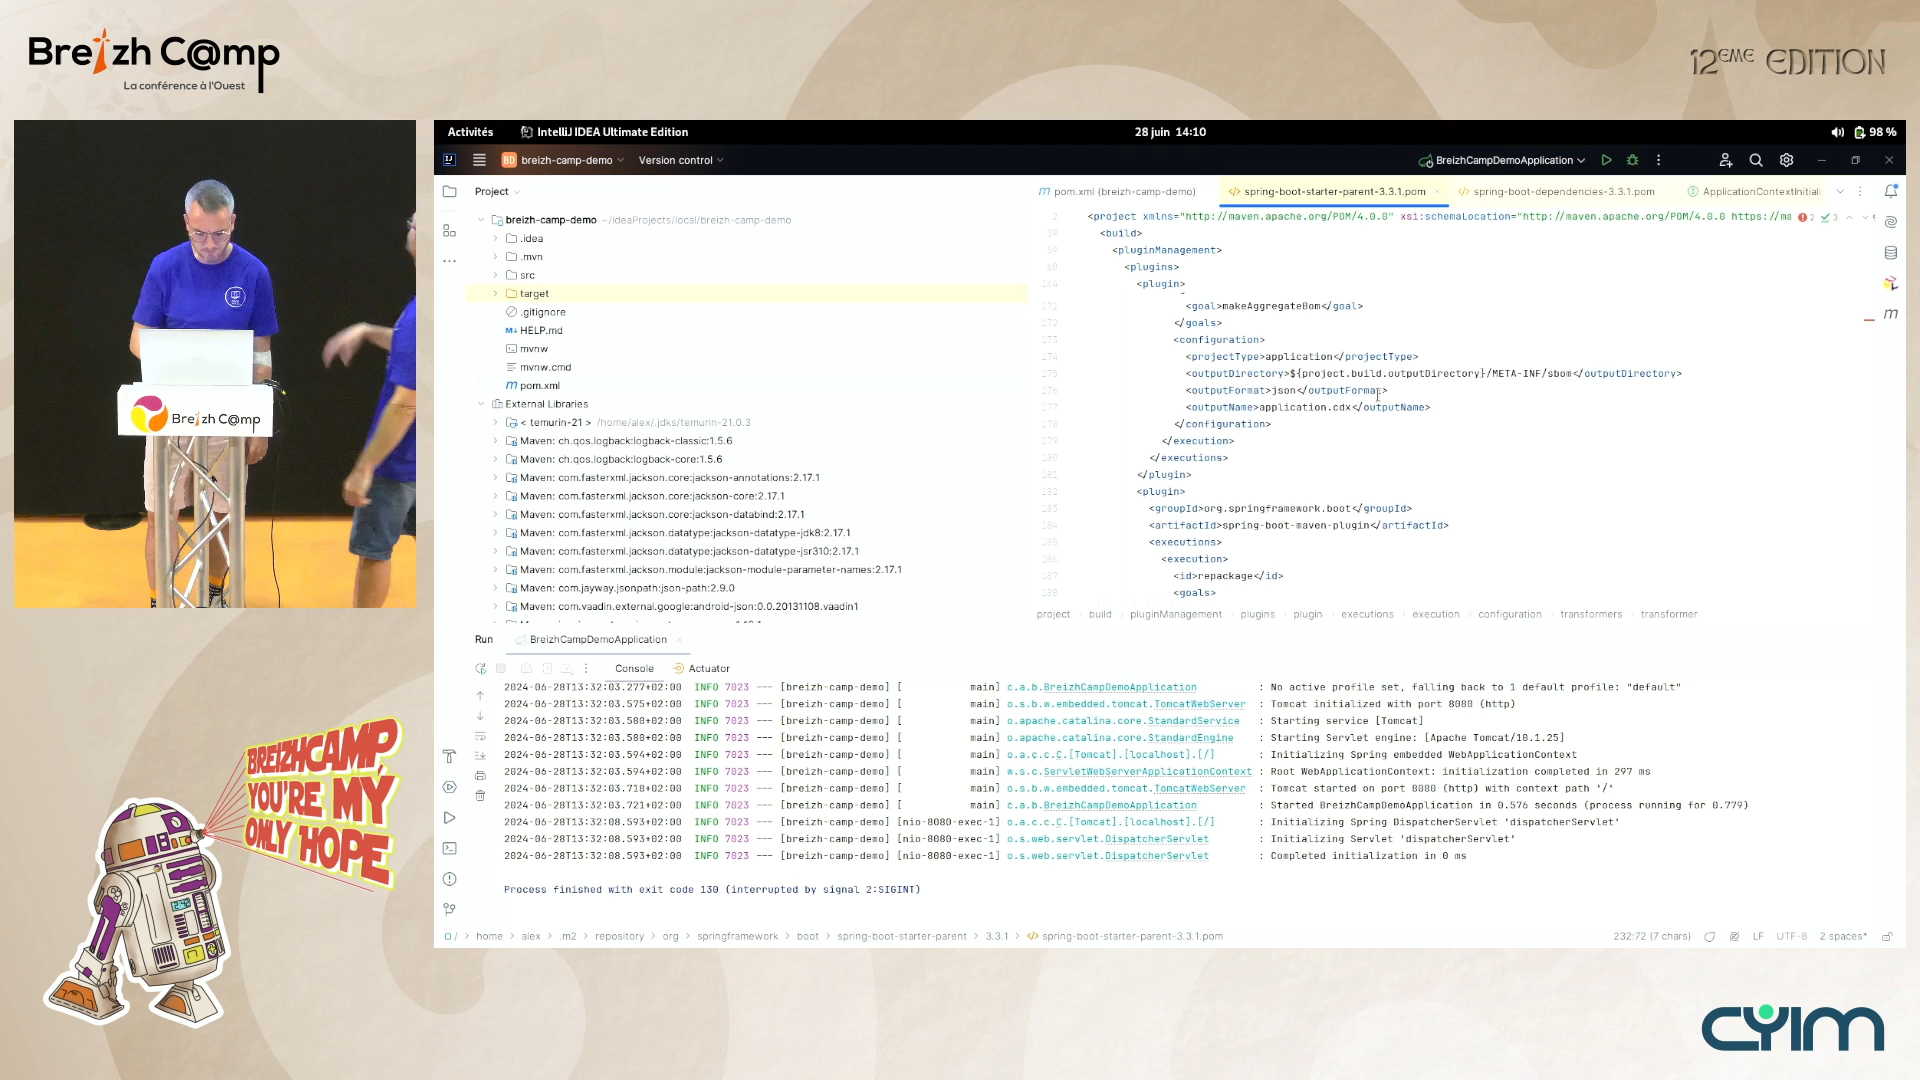 Breizh C@mp
La conférence à l'Ouest
12EME EDITION
Activités
IntelliJ IDEA Ultimate Edition
28 juin 14:10
98 %
IJ
BD
breizh-camp-demo
Version control
BreizhCampDemoApplication
Project
pom.xml (breizh-camp-demo)
spring-boot-starter-parent-3.3.1.pom
spring-boot-dependencies-3.3.1.pom
ApplicationContextInitiali
breizh-camp-demo ~/IdeaProjects/local/breizh-camp-demo
.idea
.mvn
src
target
.gitignore
HELP.md
mvnw
mvnw.cmd
pom.xml
External Libraries
< temurin-21 > /home/alex/.jdks/temurin-21.0.3
Maven: ch.qos.logback:logback-classic:1.5.6
Maven: ch.qos.logback:logback-core:1.5.6
Maven: com.fasterxml.jackson.core:jackson-annotations:2.17.1
Maven: com.fasterxml.jackson.core:jackson-core:2.17.1
Maven: com.fasterxml.jackson.core:jackson-databind:2.17.1
Maven: com.fasterxml.jackson.datatype:jackson-datatype-jdk8:2.17.1
Maven: com.fasterxml.jackson.datatype:jackson-datatype-jsr310:2.17.1
Maven: com.fasterxml.jackson.module:jackson-module-parameter-names:2.17.1
Maven: com.jayway.jsonpath:json-path:2.9.0
Maven: com.vaadin.external.google:android-json:0.0.20131108.vaadin1
2 <project xmlns="http://maven.apache.org/POM/4.0.0" xsi:schemaLocation="http://maven.apache.org/POM/4.0.0 https://ma
2 3
<build>
59 <pluginManagement>
60 <plugins>
164 <plugin>
171 <goal>makeAggregateBom</goal>
172 </goals>
173 <configuration>
174 <projectType>application</projectType>
175 <outputDirectory>${project.build.outputDirectory}/META-INF/sbom</outputDirectory>
176 <outputFormat>json</outputFormat>
177 <outputName>application.cdx</outputName>
178 </configuration>
179 </execution>
180 </executions>
181 </plugin>
182 <plugin>
183 <groupId>org.springframework.boot</groupId>
184 <artifactId>spring-boot-maven-plugin</artifactId>
185 <executions>
186 <execution>
187 <id>repackage</id>
188 <goals>
project build pluginManagement plugins plugin executions execution configuration transformers transformer
Run
BreizhCampDemoApplication
Console
Actuator
2024-06-28T13:32:03.277+02:00 INFO 7023 --- [breizh-camp-demo] [ main] c.a.b.BreizhCampDemoApplication : No active profile set, falling back to 1 default profile: "default"
2024-06-28T13:32:03.575+02:00 INFO 7023 --- [breizh-camp-demo] [ main] o.s.b.w.embedded.tomcat.TomcatWebServer : Tomcat initialized with port 8080 (http)
2024-06-28T13:32:03.580+02:00 INFO 7023 --- [breizh-camp-demo] [ main] o.apache.catalina.core.StandardService : Starting service [Tomcat]
2024-06-28T13:32:03.580+02:00 INFO 7023 --- [breizh-camp-demo] [ main] o.apache.catalina.core.StandardEngine : Starting Servlet engine: [Apache Tomcat/10.1.25]
2024-06-28T13:32:03.594+02:00 INFO 7023 --- [breizh-camp-demo] [ main] o.a.c.c.C.[Tomcat].[localhost].[/] : Initializing Spring embedded WebApplicationContext
2024-06-28T13:32:03.594+02:00 INFO 7023 --- [breizh-camp-demo] [ main] w.s.c.ServletWebServerApplicationContext : Root WebApplicationContext: initialization completed in 297 ms
2024-06-28T13:32:03.718+02:00 INFO 7023 --- [breizh-camp-demo] [ main] o.s.b.w.embedded.tomcat.TomcatWebServer : Tomcat started on port 8080 (http) with context path '/'
2024-06-28T13:32:03.721+02:00 INFO 7023 --- [breizh-camp-demo] [ main] c.a.b.BreizhCampDemoApplication : Started BreizhCampDemoApplication in 0.576 seconds (process running for 0.779)
2024-06-28T13:32:08.593+02:00 INFO 7023 --- [breizh-camp-demo] [nio-8080-exec-1] o.a.c.c.C.[Tomcat].[localhost].[/] : Initializing Spring DispatcherServlet 'dispatcherServlet'
2024-06-28T13:32:08.593+02:00 INFO 7023 --- [breizh-camp-demo] [nio-8080-exec-1] o.s.web.servlet.DispatcherServlet : Initializing Servlet 'dispatcherServlet'
2024-06-28T13:32:08.593+02:00 INFO 7023 --- [breizh-camp-demo] [nio-8080-exec-1] o.s.web.servlet.DispatcherServlet : Completed initialization in 0 ms
Process finished with exit code 130 (interrupted by signal 2:SIGINT)
/ > home > alex > .m2 > repository > org > springframework > boot > spring-boot-starter-parent > 3.3.1 > spring-boot-starter-parent-3.3.1.pom
232:72 (7 chars)
LF
UTF-8
2 spaces*
Breizh C@mp
BREIZHCAMP
YOU'RE MY
ONLY HOPE
CYIM